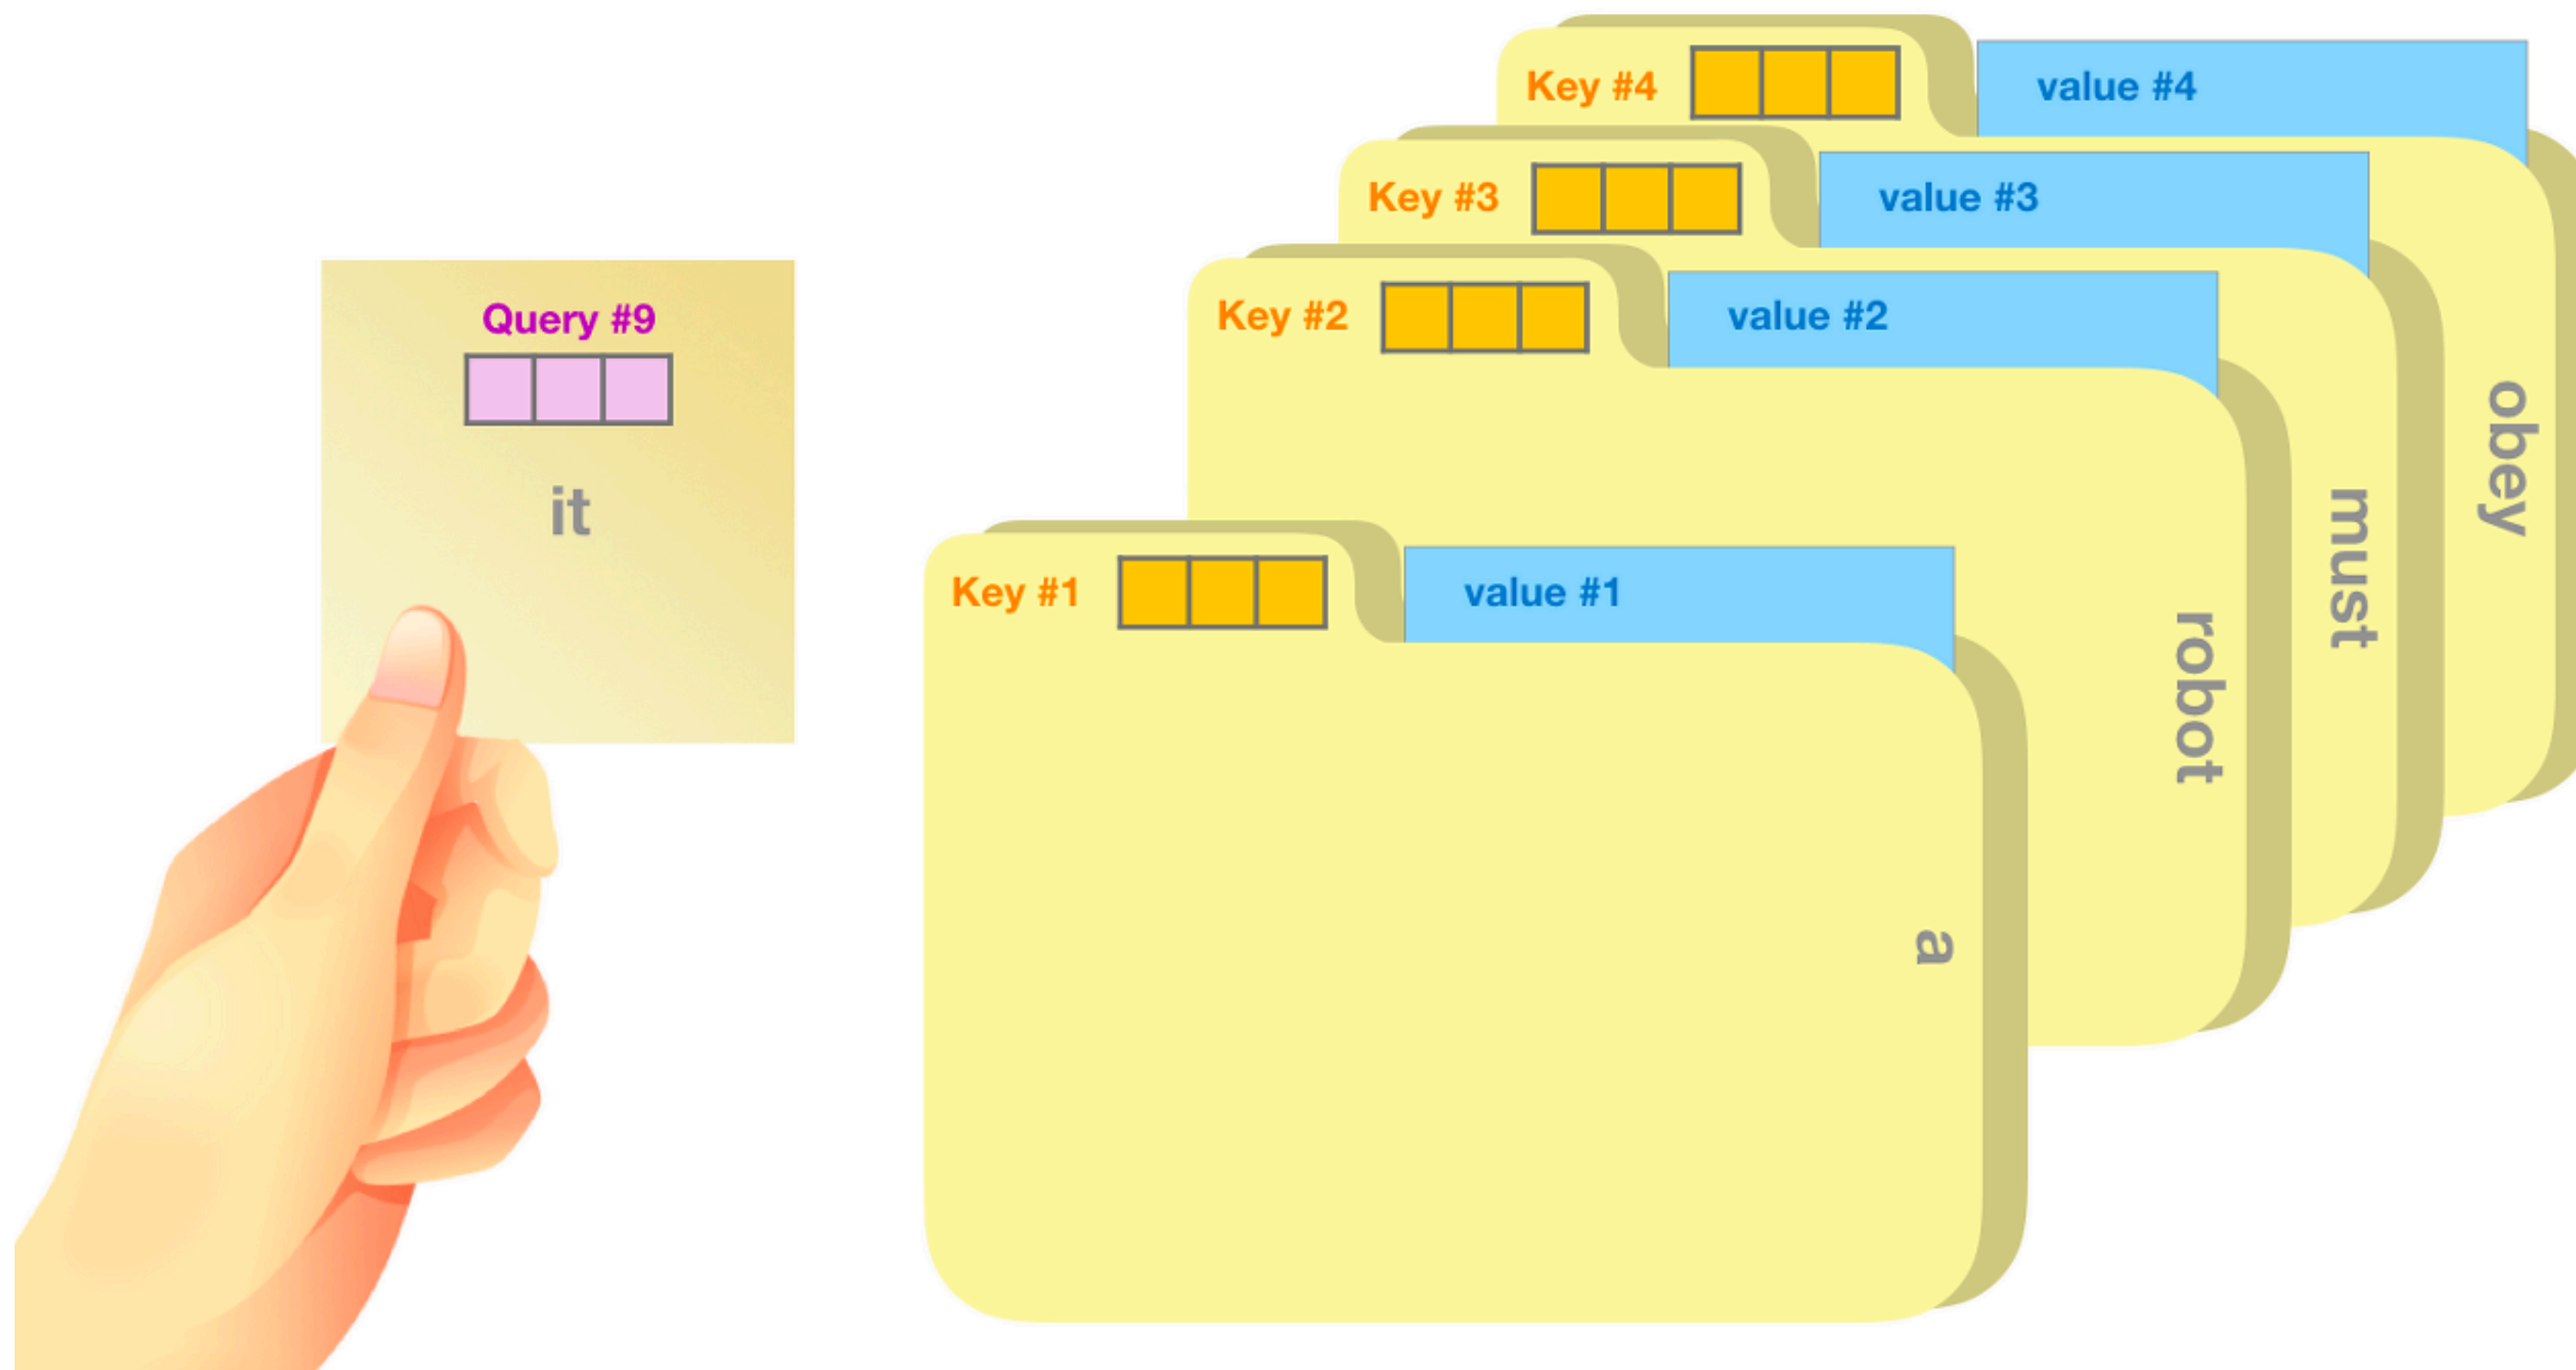 Query #9
it
Key #1
value #1
a
Key #2
value #2
robot
Key #3
value #3
must
Key #4
value #4
obey